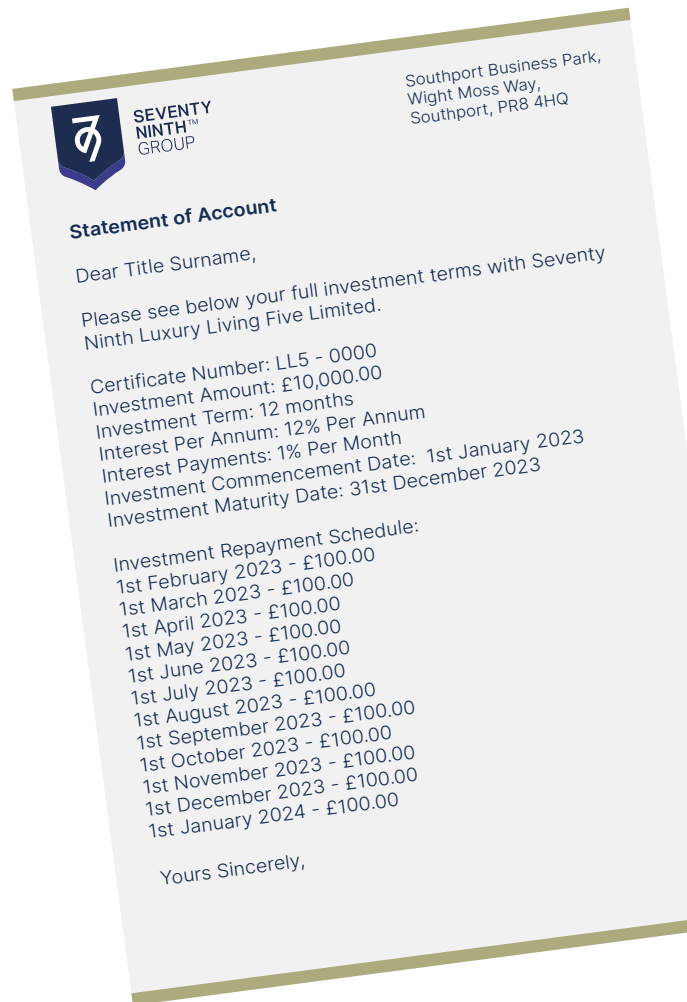 SEVENTY
NINTH™
GROUP
Southport Business Park,
Wight Moss Way,
Southport, PR8 4HQ
Statement of Account
Dear Title Surname,
Please see below your full investment terms with Seventy
Ninth Luxury Living Five Limited.
Certificate Number: LL5 - 0000
Investment Amount: £10,000.00
Investment Term: 12 months
Interest Per Annum: 12% Per Annum
Interest Payments: 1% Per Month
Investment Commencement Date:  1st January 2023
Investment Maturity Date: 31st December 2023
Investment Repayment Schedule:
1st February 2023 - £100.00
1st March 2023 - £100.00
1st April 2023 - £100.00
1st May 2023 - £100.00
1st June 2023 - £100.00
1st July 2023 - £100.00
1st August 2023 - £100.00
1st September 2023 - £100.00
1st October 2023 - £100.00
1st November 2023 - £100.00
1st December 2023 - £100.00
1st January 2024 - £100.00
Yours Sincerely,